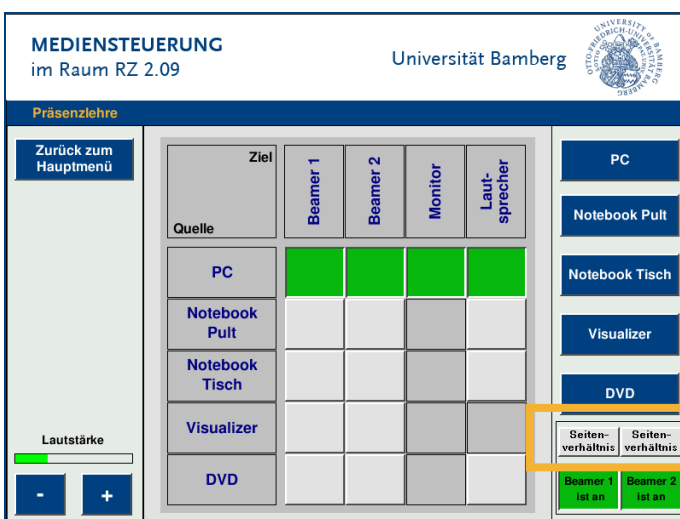 MEDIENSTEUERUNG
im Raum RZ 2.09
Universität Bamberg
Präsenzlehre
Zurück zum
Hauptmenü
Ziel
Quelle
Beamer 1
Beamer 2
Monitor
Laut-
sprecher
PC
Notebook
Pult
Notebook
Tisch
Visualizer
DVD
Lautstärke
-
+
PC
Notebook Pult
Notebook Tisch
Visualizer
DVD
Seiten-
verhältnis
Seiten-
verhältnis
Beamer 1
ist an
Beamer 2
ist an